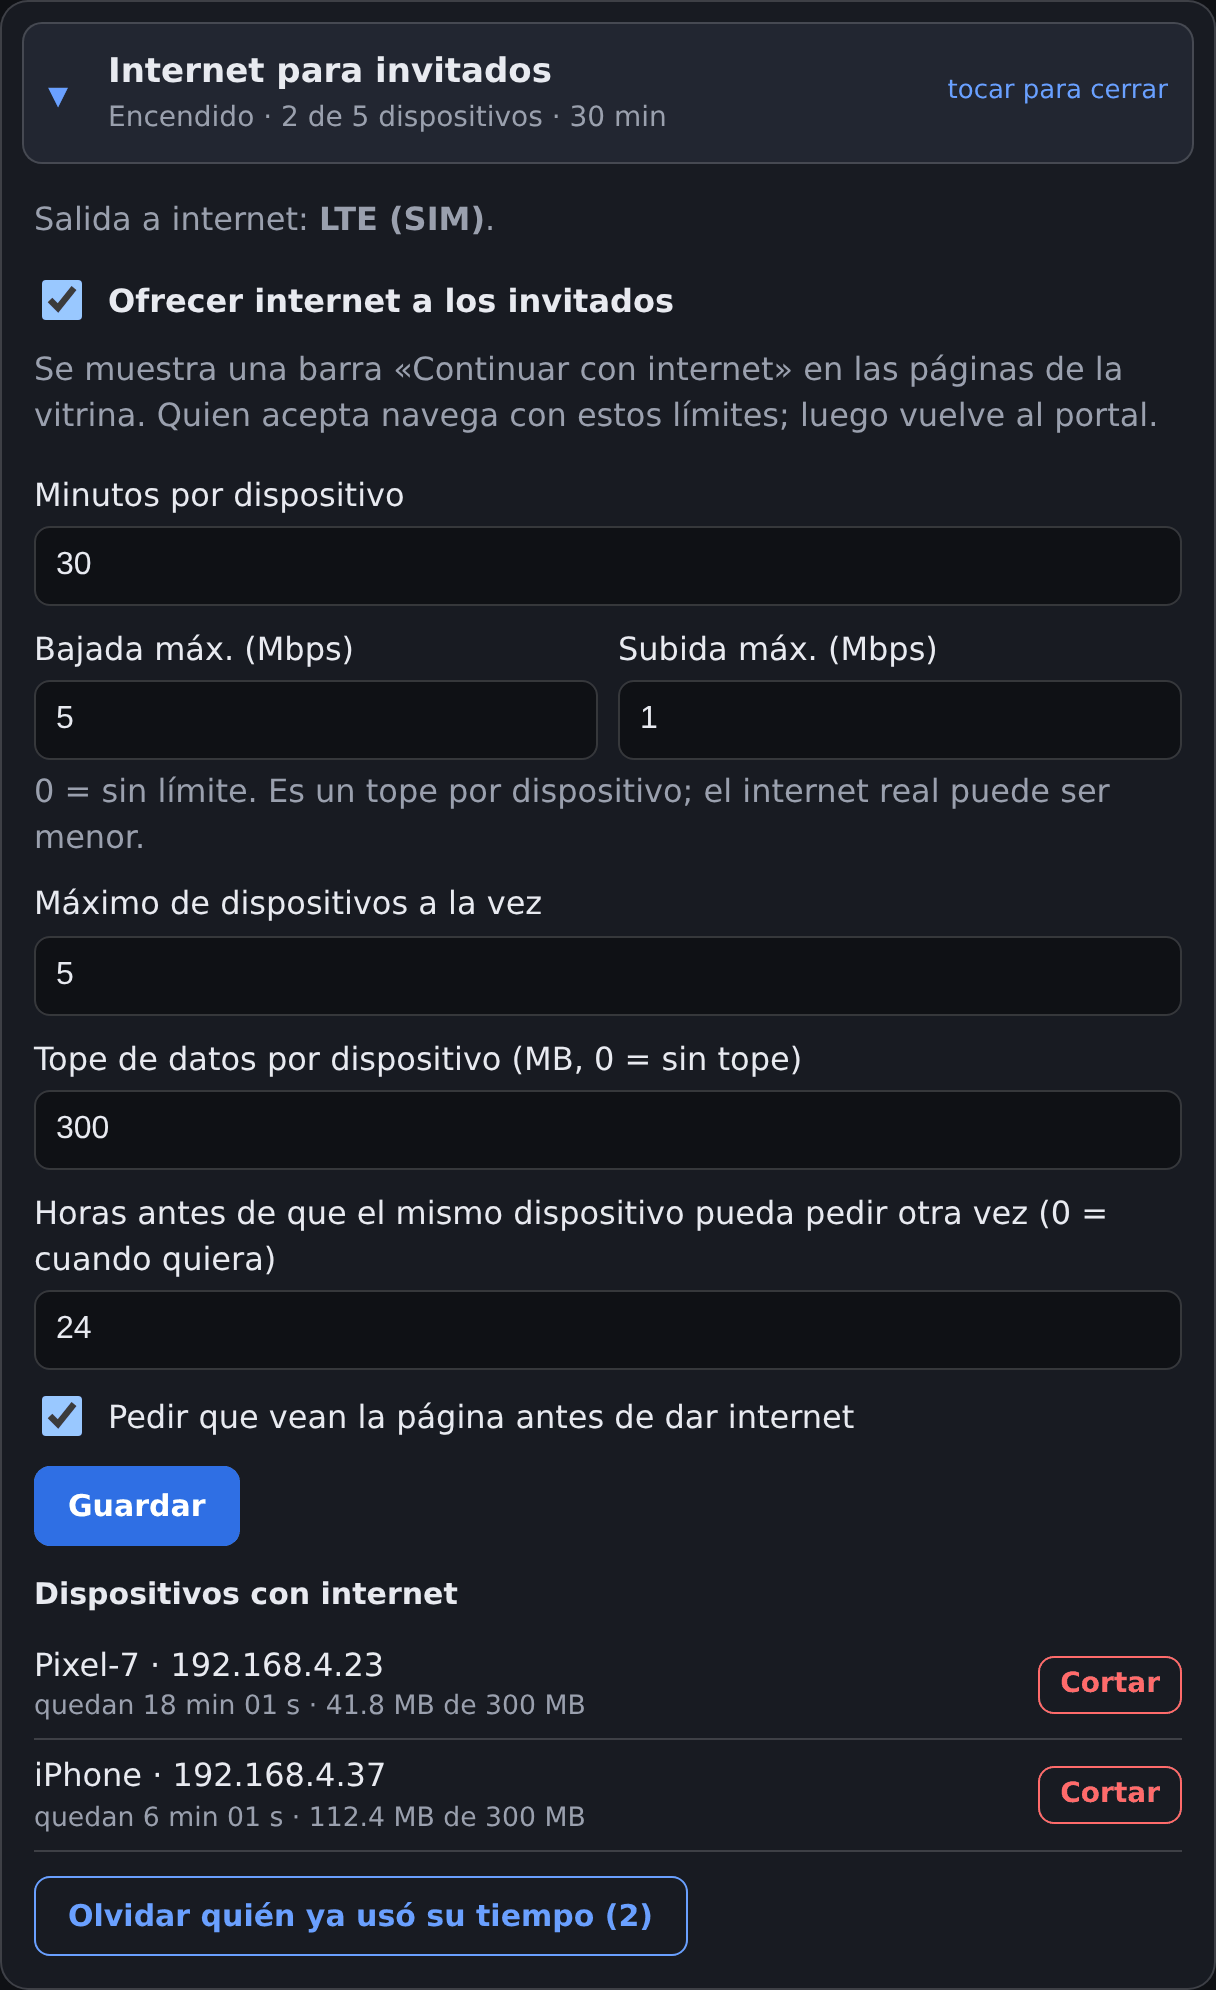 Internet para invitados
Encendido · 2 de 5 dispositivos · 30 min
tocar para cerrar
Salida a internet: LTE (SIM).
Ofrecer internet a los invitados
Se muestra una barra «Continuar con internet» en las páginas de la
vitrina. Quien acepta navega con estos límites; luego vuelve al portal.
Minutos por dispositivo
30
Bajada máx. (Mbps)
Subida máx. (Mbps)
5
1
0 = sin límite. Es un tope por dispositivo; el internet real puede ser
menor.
Máximo de dispositivos a la vez
5
Tope de datos por dispositivo (MB, 0 = sin tope)
300
Horas antes de que el mismo dispositivo pueda pedir otra vez (0 =
cuando quiera)
24
Pedir que vean la página antes de dar internet
Guardar
Dispositivos con internet
Pixel-7 · 192.168.4.23
quedan 18 min 01 s · 41.8 MB de 300 MB
Cortar
iPhone · 192.168.4.37
quedan 6 min 01 s · 112.4 MB de 300 MB
Cortar
Olvidar quién ya usó su tiempo (2)